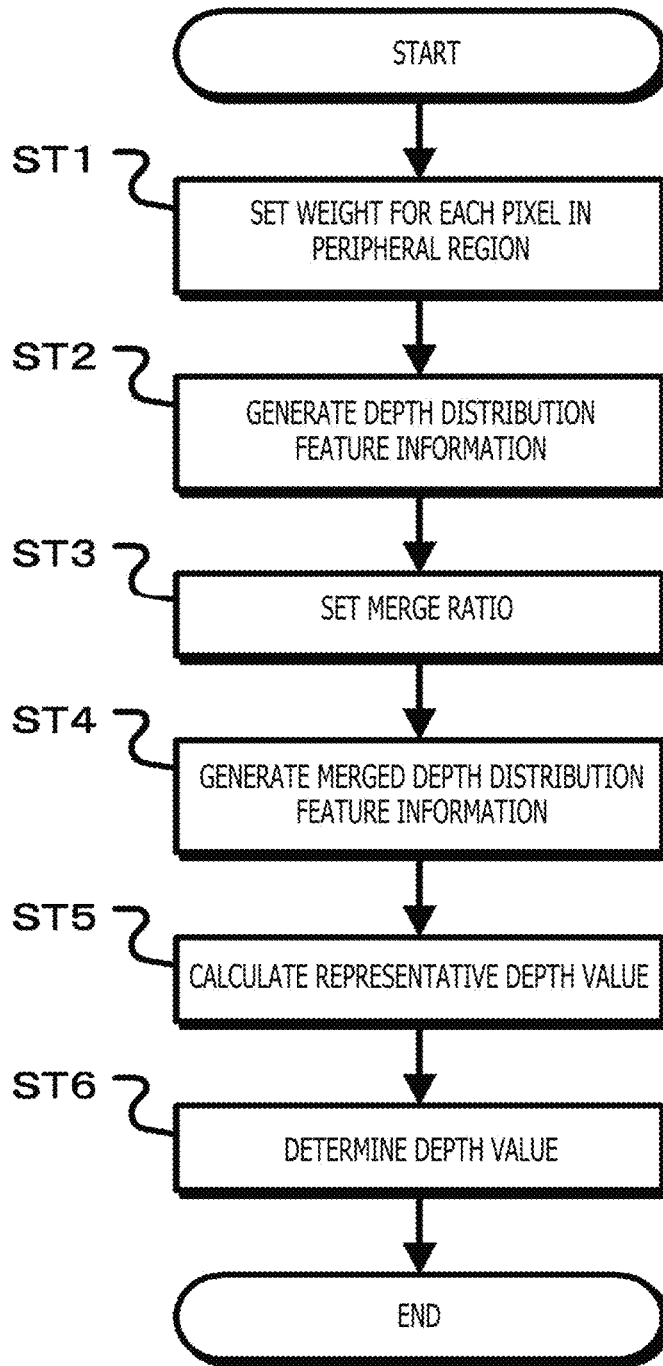 START
ST1
SET WEIGHT FOR EACH PIXEL IN
PERIPHERAL REGION
ST2
GENERATE DEPTH DISTRIBUTION
FEATURE INFORMATION
ST3
SET MERGE RATIO
ST4
GENERATE MERGED DEPTH DISTRIBUTION
FEATURE INFORMATION
ST5
CALCULATE REPRESENTATIVE DEPTH VALUE
ST6
DETERMINE DEPTH VALUE
END